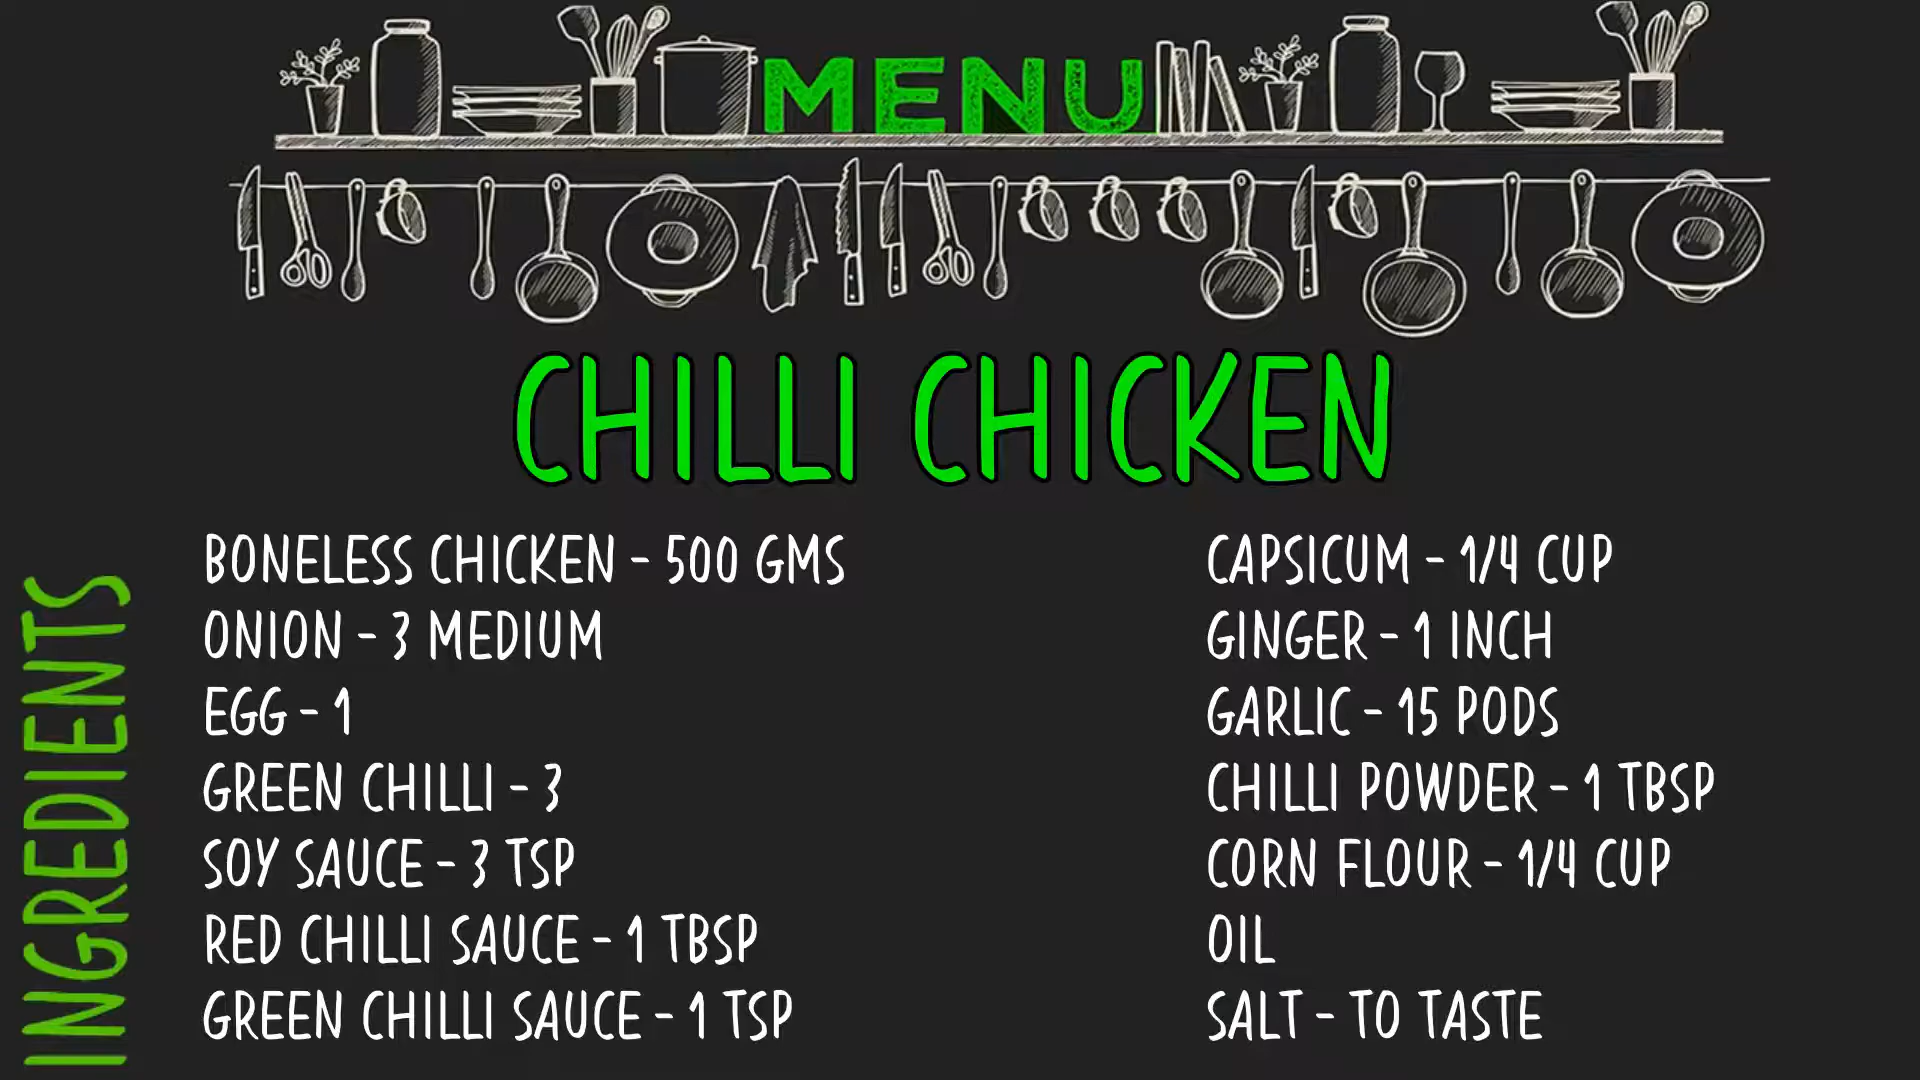 MENU
CHILLI CHICKEN
INGREDIENTS
BONELESS CHICKEN - 500 GMS
ONION - 3 MEDIUM
EGG - 1
GREEN CHILLI - 3
SOY SAUCE - 3 TSP
RED CHILLI SAUCE - 1 TBSP
GREEN CHILLI SAUCE - 1 TSP
CAPSICUM - 1/4 CUP
GINGER - 1 INCH
GARLIC - 15 PODS
CHILLI POWDER - 1 TBSP
CORN FLOUR - 1/4 CUP
OIL
SALT - TO TASTE